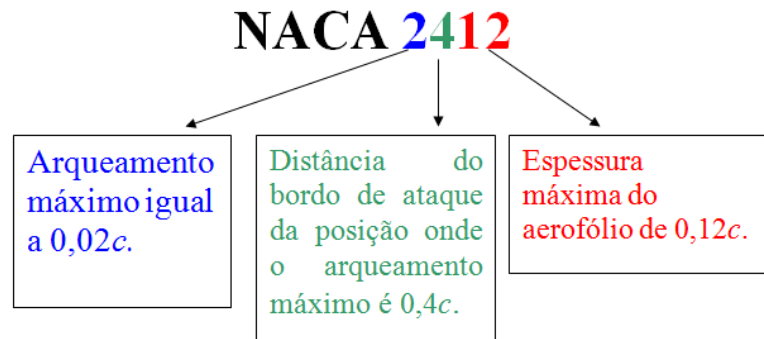 NACA 2412
Arqueamento
máximo igual
a 0,02c.
Distância do
bordo de ataque
da posição onde
o arqueamento
máximo é 0,4c.
Espessura
máxima do
aerofólio de 0,12c.